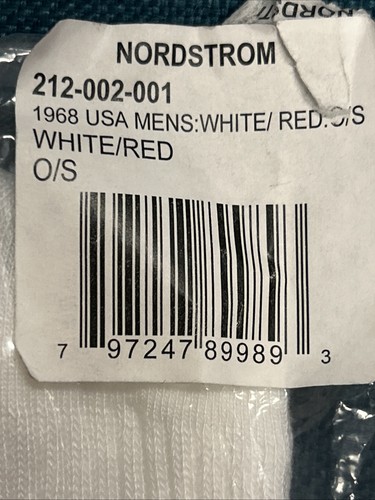 NORDSTROM
212-002-001
1968 USA MENS:WHITE/ RED:O/S
WHITE/RED
O/S
7 97247 89989 3